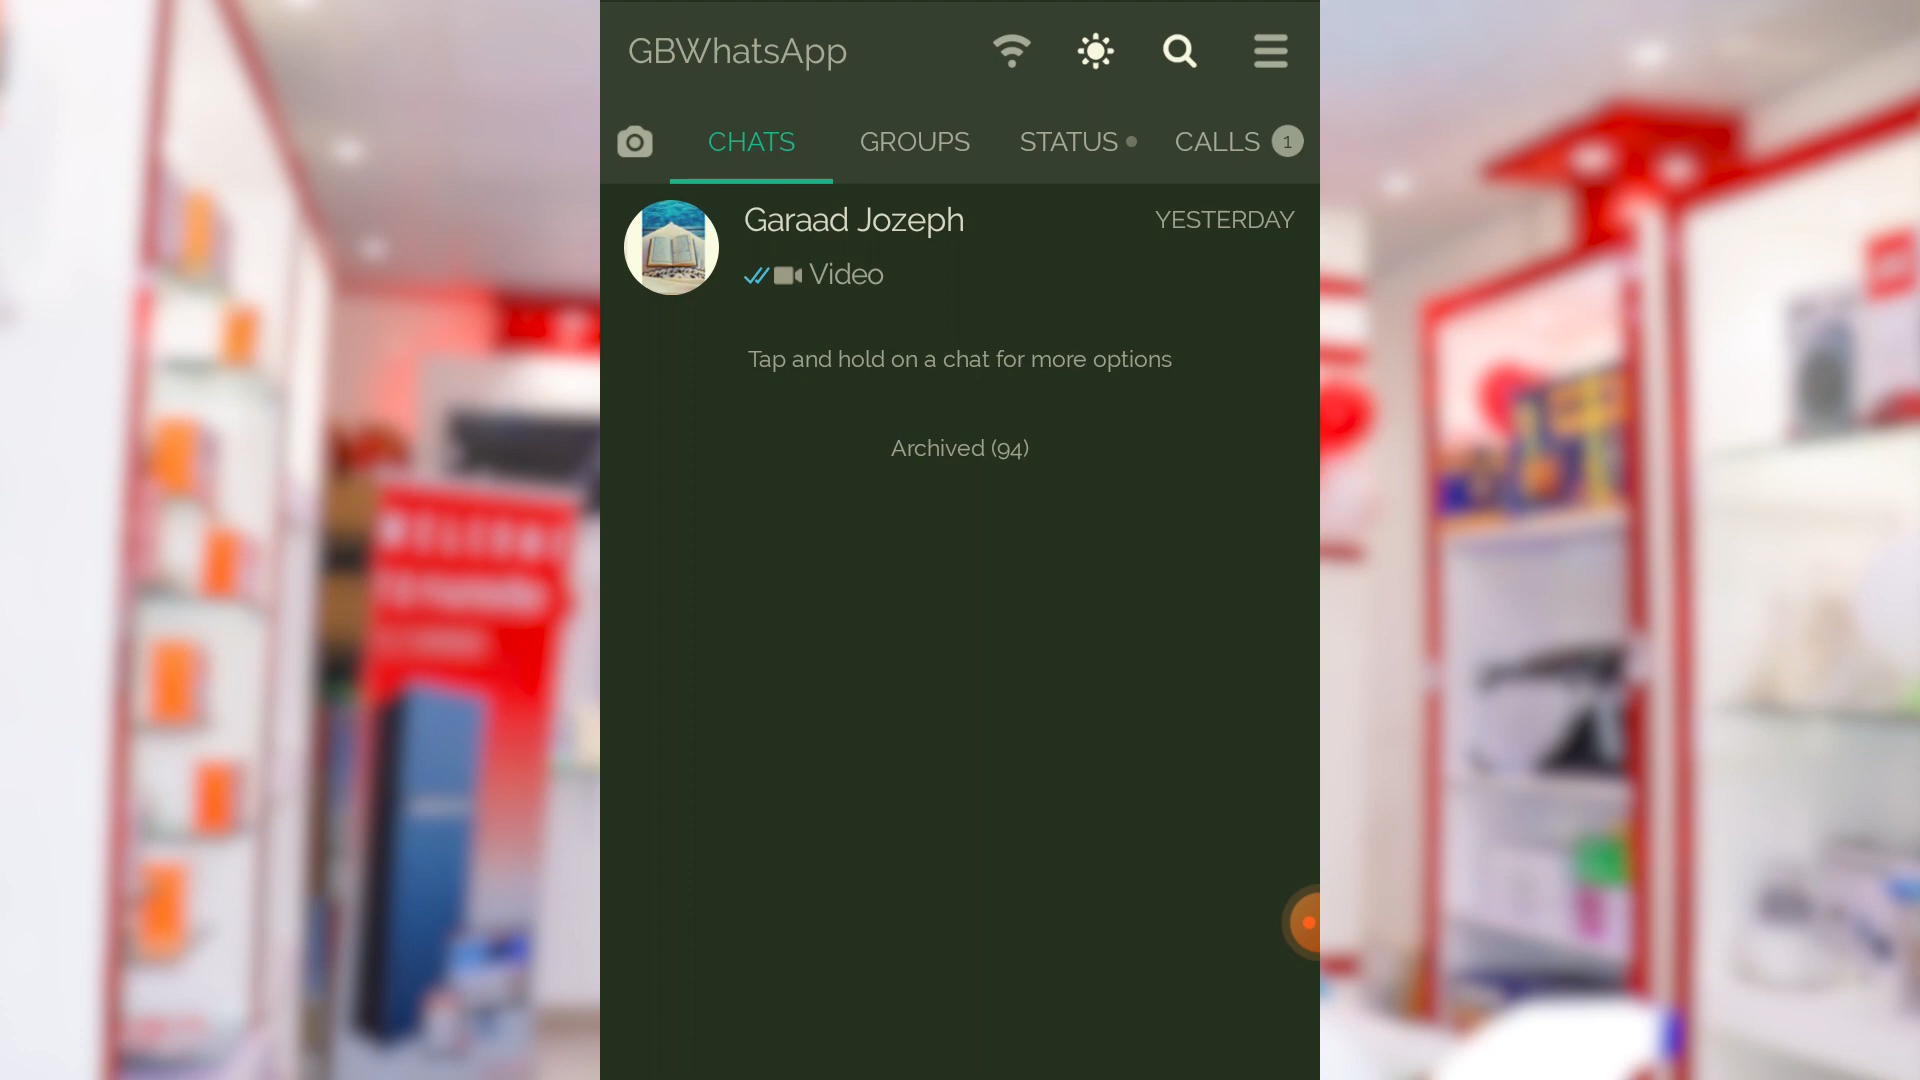 GBWhatsApp
CHATS GROUPS STATUS CALLS 1
Garaad Jozeph YESTERDAY
Video
Tap and hold on a chat for more options
Archived (94)